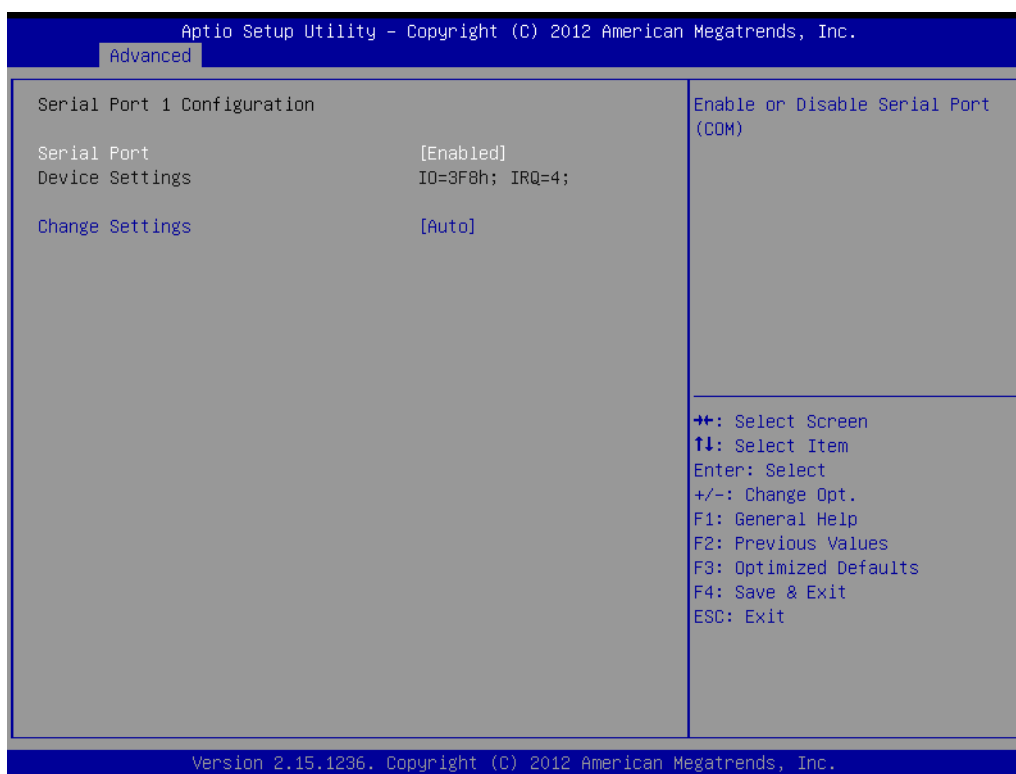 Aptio Setup Utility – Copyright (C) 2012 American Megatrends, Inc.
Advanced
Serial Port 1 Configuration
Serial Port [Enabled]
Device Settings IO=3F8h; IRQ=4;
Change Settings [Auto]
Enable or Disable Serial Port
(COM)
→←: Select Screen
↑↓: Select Item
Enter: Select
+/-: Change Opt.
F1: General Help
F2: Previous Values
F3: Optimized Defaults
F4: Save & Exit
ESC: Exit
Version 2.15.1236. Copyright (C) 2012 American Megatrends, Inc.